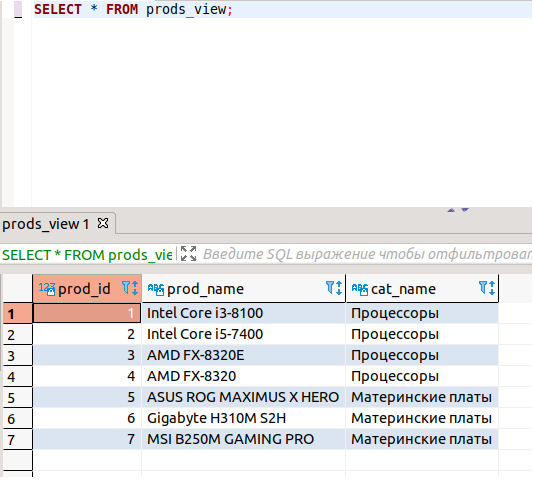 SELECT * FROM prods_view;
prods_view 1
SELECT * FROM prods_vie Введите SQL выражение чтобы отфильтроват
123 prod_id ABC prod_name ABC cat_name
1 1 Intel Core i3-8100 Процессоры
2 2 Intel Core i5-7400 Процессоры
3 3 AMD FX-8320E Процессоры
4 4 AMD FX-8320 Процессоры
5 5 ASUS ROG MAXIMUS X HERO Материнские платы
6 6 Gigabyte H310M S2H Материнские платы
7 7 MSI B250M GAMING PRO Материнские платы